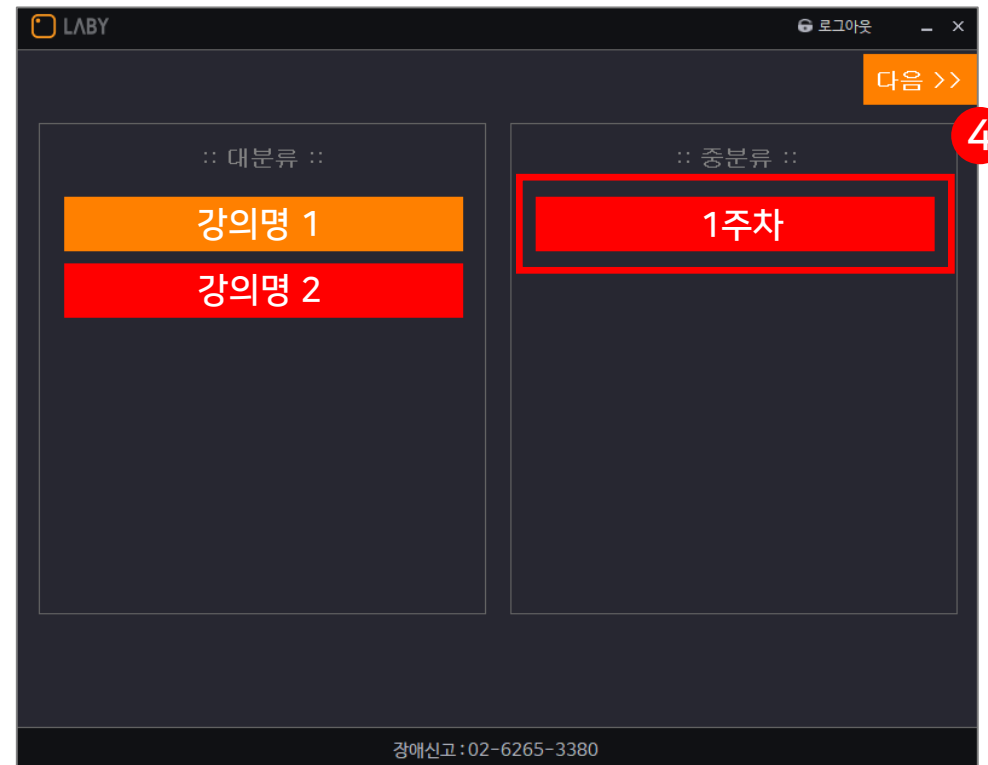 LABY 로그아웃
다음 >>
4
:: 대분류 ::
강의명 1
강의명 2
:: 중분류 ::
1주차
장애신고:02-6265-3380